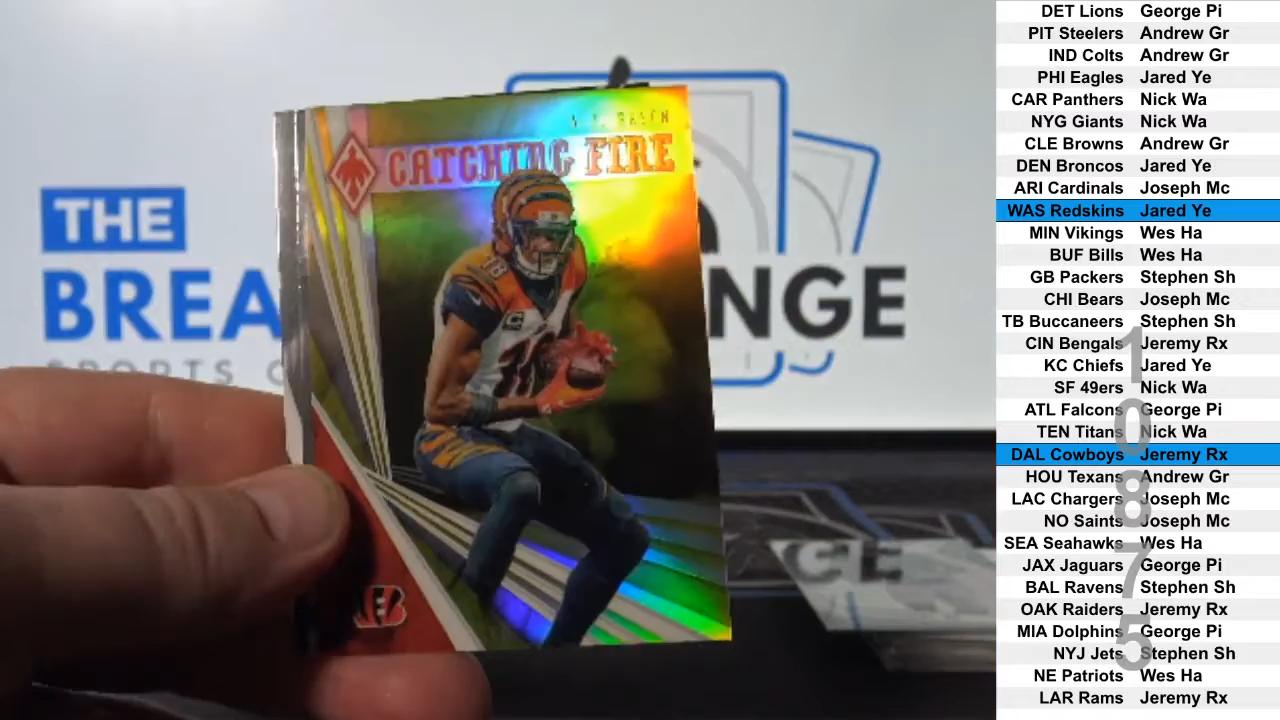 THE
BREA
NGE
SPORTS C
CATCHING FIRE
18
DET Lions George Pi
PIT Steelers Andrew Gr
IND Colts Andrew Gr
PHI Eagles Jared Ye
CAR Panthers Nick Wa
NYG Giants Nick Wa
CLE Browns Andrew Gr
DEN Broncos Jared Ye
ARI Cardinals Joseph Mc
WAS Redskins Jared Ye
MIN Vikings Wes Ha
BUF Bills Wes Ha
GB Packers Stephen Sh
CHI Bears Joseph Mc
TB Buccaneers Stephen Sh
CIN Bengals Jeremy Rx
KC Chiefs Jared Ye
SF 49ers Nick Wa
ATL Falcons George Pi
TEN Titans Nick Wa
DAL Cowboys Jeremy Rx
HOU Texans Andrew Gr
LAC Chargers Joseph Mc
NO Saints Joseph Mc
SEA Seahawks Wes Ha
JAX Jaguars George Pi
BAL Ravens Stephen Sh
OAK Raiders Jeremy Rx
MIA Dolphins George Pi
NYJ Jets Stephen Sh
NE Patriots Wes Ha
LAR Rams Jeremy Rx
10875